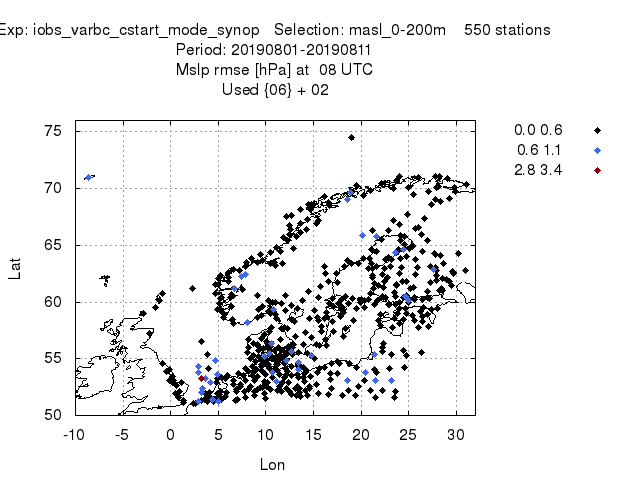 Exp: iobs_varbc_cstart_mode_synop Selection: masl_0-200m 550 stations
Period: 20190801-20190811
Mslp rmse [hPa] at 08 UTC
Used {06} + 02
0.0 0.6
0.6 1.1
2.8 3.4
75
70
65
60
55
50
Lat
-10 -5 0 5 10 15 20 25 30
Lon